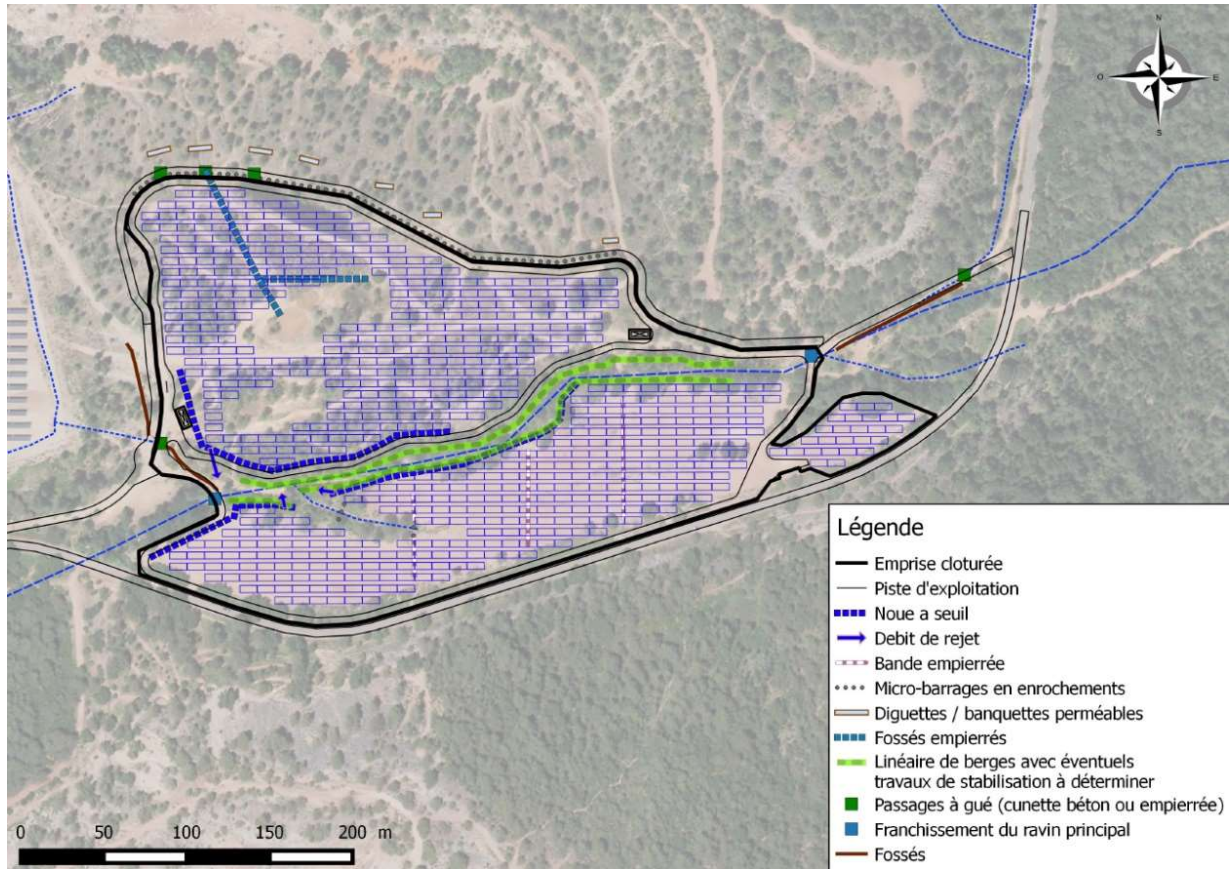 N
O
E
S
Légende
Emprise cloturée
Piste d'exploitation
Noue a seuil
Debit de rejet
Bande empierrée
Micro-barrages en enrochements
Diguettes / banquettes perméables
Fossés empierrés
Linéaire de berges avec éventuels
travaux de stabilisation à déterminer
Passages à gué (cunette béton ou empierrée)
Franchissement du ravin principal
Fossés
0 50 100 150 200 m